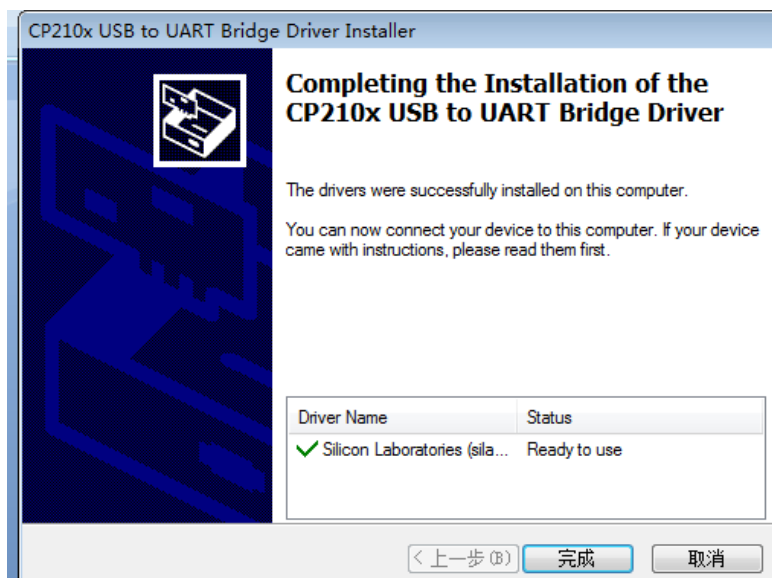 CP210x USB to UART Bridge Driver Installer
Completing the Installation of the
CP210x USB to UART Bridge Driver
The drivers were successfully installed on this computer.
You can now connect your device to this computer. If your device
came with instructions, please read them first.
Driver Name Status
Silicon Laboratories (sila... Ready to use
< 上一步(B) 完成 取消